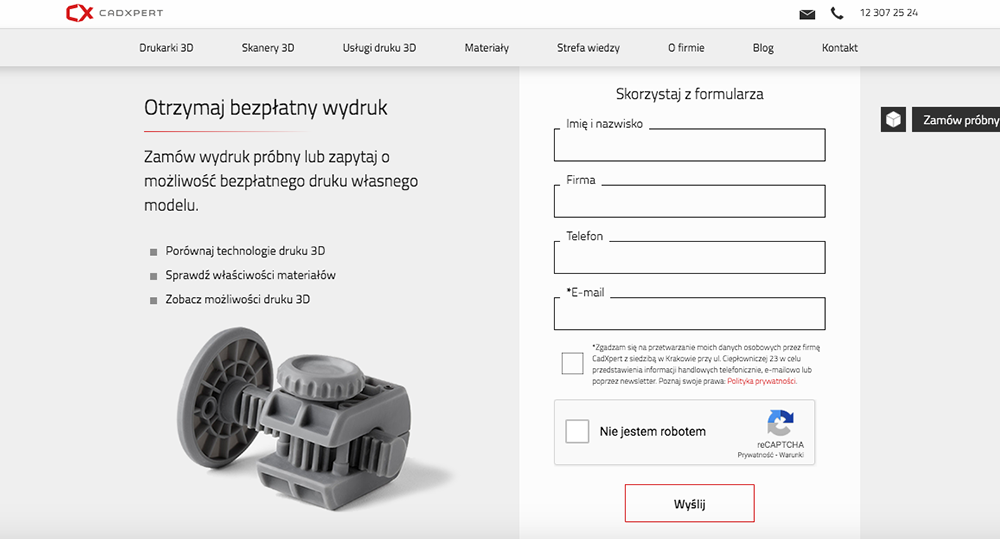 CADXPERT
12 307 25 24
Drukarki 3D Skanery 3D Usługi druku 3D Materiały Strefa wiedzy O firmie Blog Kontakt
Otrzymaj bezpłatny wydruk
Zamów wydruk próbny lub zapytaj o
możliwość bezpłatnego druku własnego
modelu.
Porównaj technologie druku 3D
Sprawdź właściwości materiałów
Zobacz możliwości druku 3D
Skorzystaj z formularza
Imię i nazwisko
Firma
Telefon
*E-mail
*Zgadzam się na przetwarzanie moich danych osobowych przez firmę
CadXpert z siedzibą w Krakowie przy ul. Ciepłowniczej 23 w celu
przedstawienia informacji handlowych telefonicznie, e-mailowo lub
poprzez newsletter. Poznaj swoje prawa: Polityka prywatności.
Nie jestem robotem
reCAPTCHA
Prywatność - Warunki
Wyślij
Zamów próbny